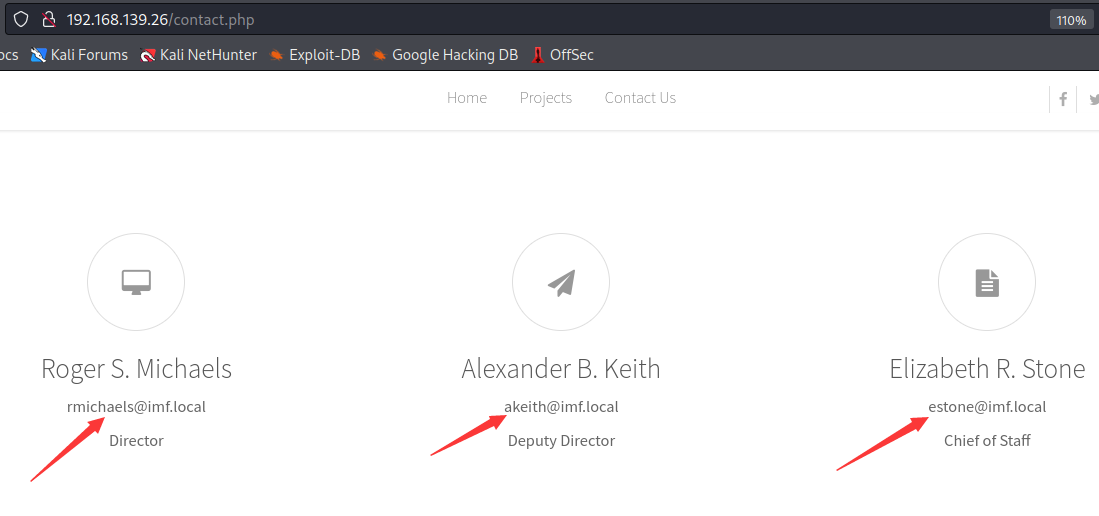 192.168.139.26/contact.php 110%
ocs Kali Forums Kali NetHunter Exploit-DB Google Hacking DB OffSec
Home Projects Contact Us
Roger S. Michaels Alexander B. Keith Elizabeth R. Stone
rmichaels@imf.local akeith@imf.local estone@imf.local
Director Deputy Director Chief of Staff